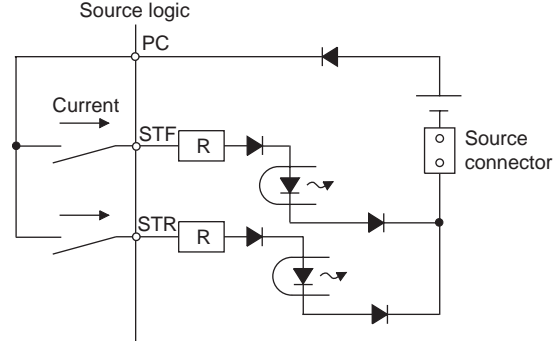 Source logic
PC
Current
STF
R
Source
connector
STR
R